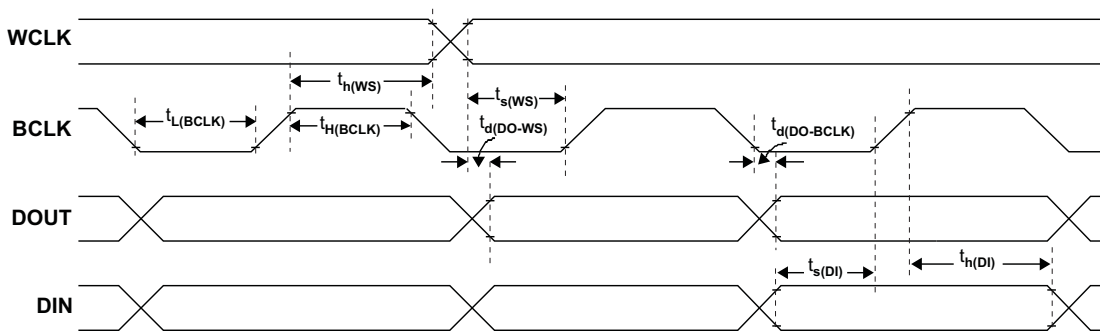 WCLK
th(WS)
ts(WS)
BCLK
tL(BCLK)
tH(BCLK)
td(DO-WS)
td(DO-BCLK)
DOUT
ts(DI)
th(DI)
DIN